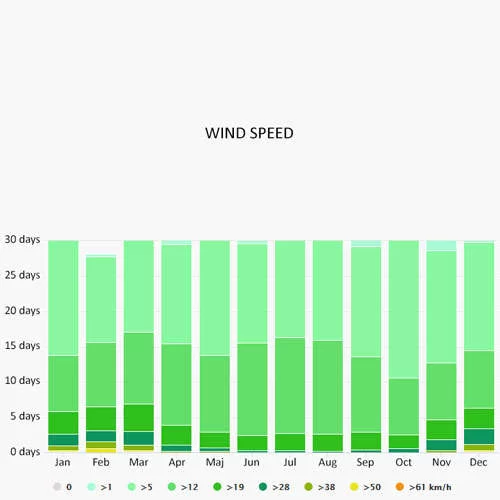 WIND SPEED
30 days
25 days
20 days
15 days
10 days
5 days
0 days
Jan Feb Mar Apr Maj Jun Jul Aug Sep Oct Nov Dec
0 >1 >5 >12 >19 >28 >38 >50 >61 km/h